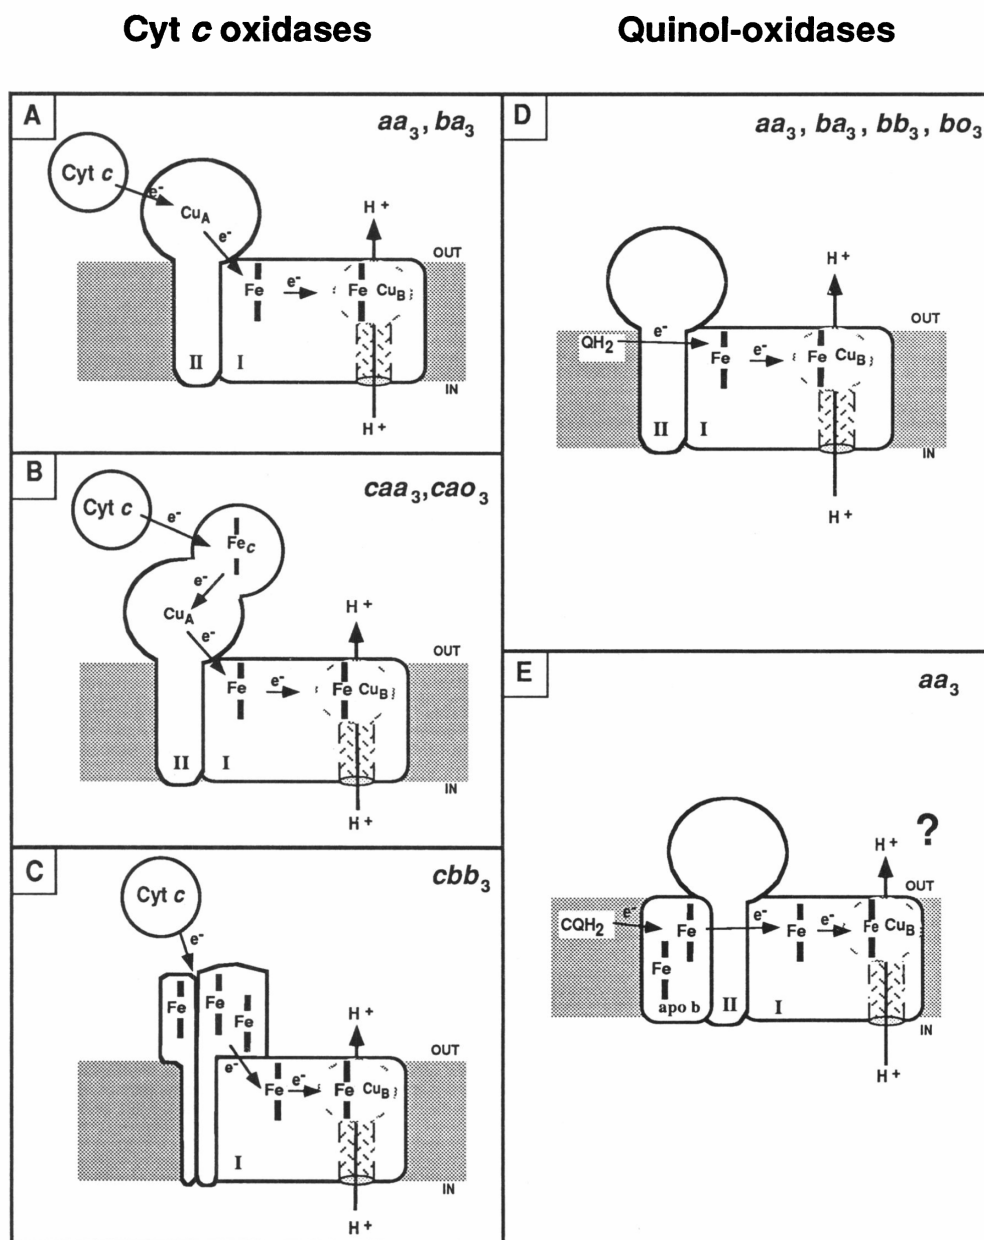 Cyt c oxidases
Quinol-oxidases
A
aa3, ba3
Cyt c
e-
CuA
e-
H+
OUT
Fe
e-
Fe CuB
II
I
IN
H+
B
caa3,cao3
Cyt c
e-
Fec
e-
CuA
e-
H+
OUT
Fe
e-
Fe CuB
II
I
IN
H+
C
cbb3
Cyt c
e-
Fe
Fe
Fe
H+
OUT
e-
Fe
e-
Fe CuB
I
IN
H+
D
aa3, ba3, bb3, bo3
H+
OUT
QH2
e-
Fe
e-
Fe CuB
II
I
IN
H+
E
aa3
?
H+
OUT
CQH2
e-
Fe
e-
Fe
e-
Fe CuB
Fe
apo b
II
I
IN
H+